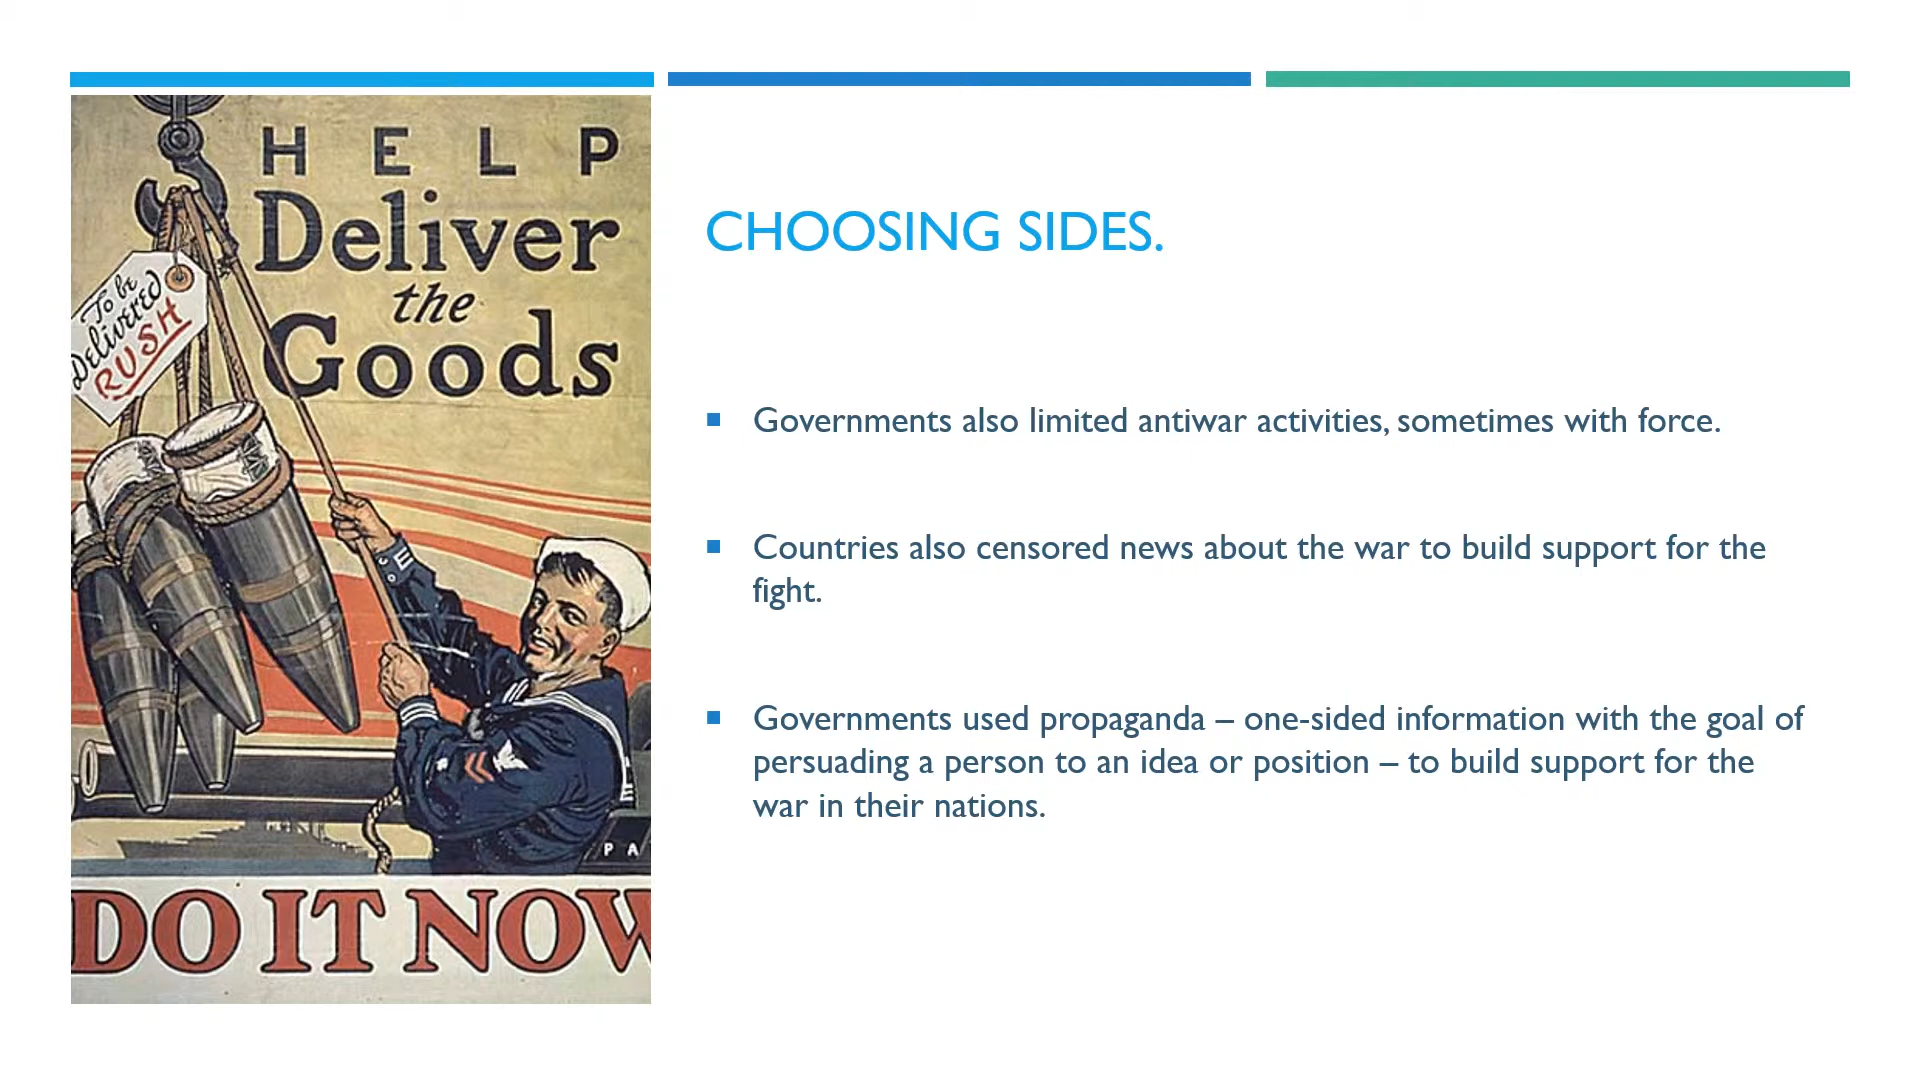 HELP
Deliver
the
Goods
To be
Delivered
RUSH
DO IT NOW
CHOOSING SIDES.
Governments also limited antiwar activities, sometimes with force.
Countries also censored news about the war to build support for the
fight.
Governments used propaganda – one-sided information with the goal of
persuading a person to an idea or position – to build support for the
war in their nations.